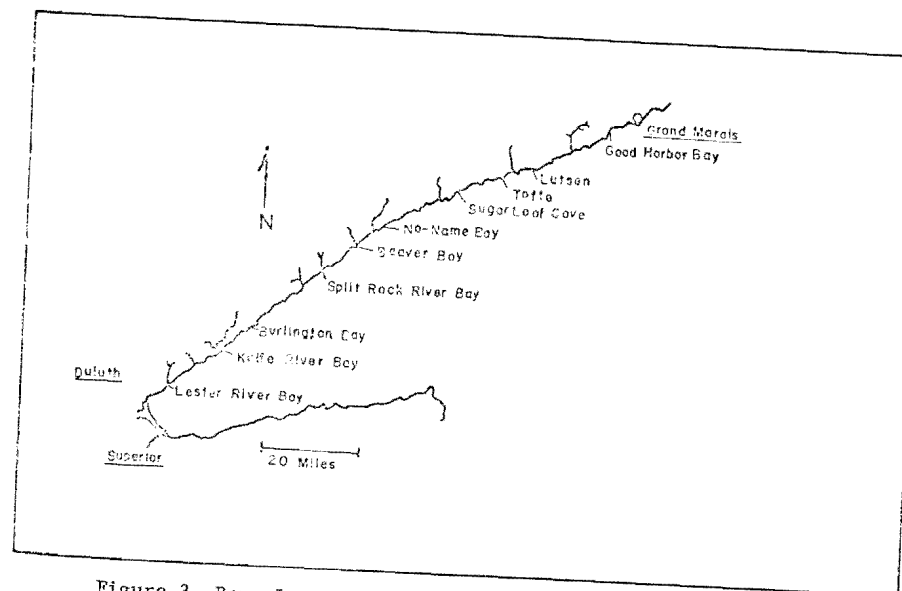 Grand Marais
Good Harbor Bay
Lutsen
Tofte
Sugar Loaf Cove
No-Name Bay
Beaver Bay
Split Rock River Bay
Burlington Bay
Knife River Bay
Duluth
Lester River Bay
Superior
20 Miles
N
Figure 3.